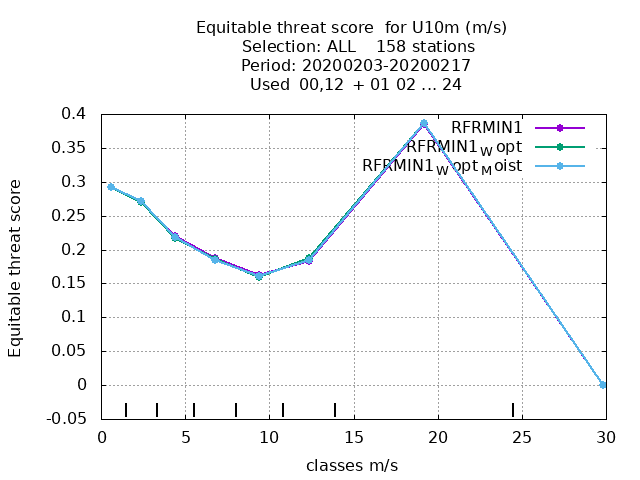 Equitable threat score  for U10m (m/s)
Selection: ALL    158 stations
Period: 20200203-20200217
Used  00,12  + 01 02 ... 24
Equitable threat score
0.4
0.35
0.3
0.25
0.2
0.15
0.1
0.05
0
-0.05
RFRMIN1
RFRMIN1W opt
RFRMIN1W opt M oist
0 5 10 15 20 25 30
classes m/s